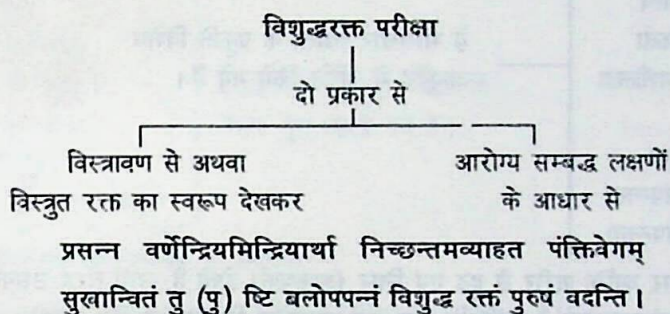 विशुद्धरक्त परीक्षा
दो प्रकार से
विस्त्रावण से अथवा
आरोग्य सम्बद्ध लक्षणों
विस्त्रुत रक्त का स्वरूप देखकर
के आधार से
प्रसन्न वर्णेन्द्रियमिन्द्रियार्था निच्छन्तमव्याहत पंक्तिवेगम्
सुखान्वितं तु (पु) ष्टि बलोपपन्नं विशुद्ध रक्तं पुरुषं वदन्ति।